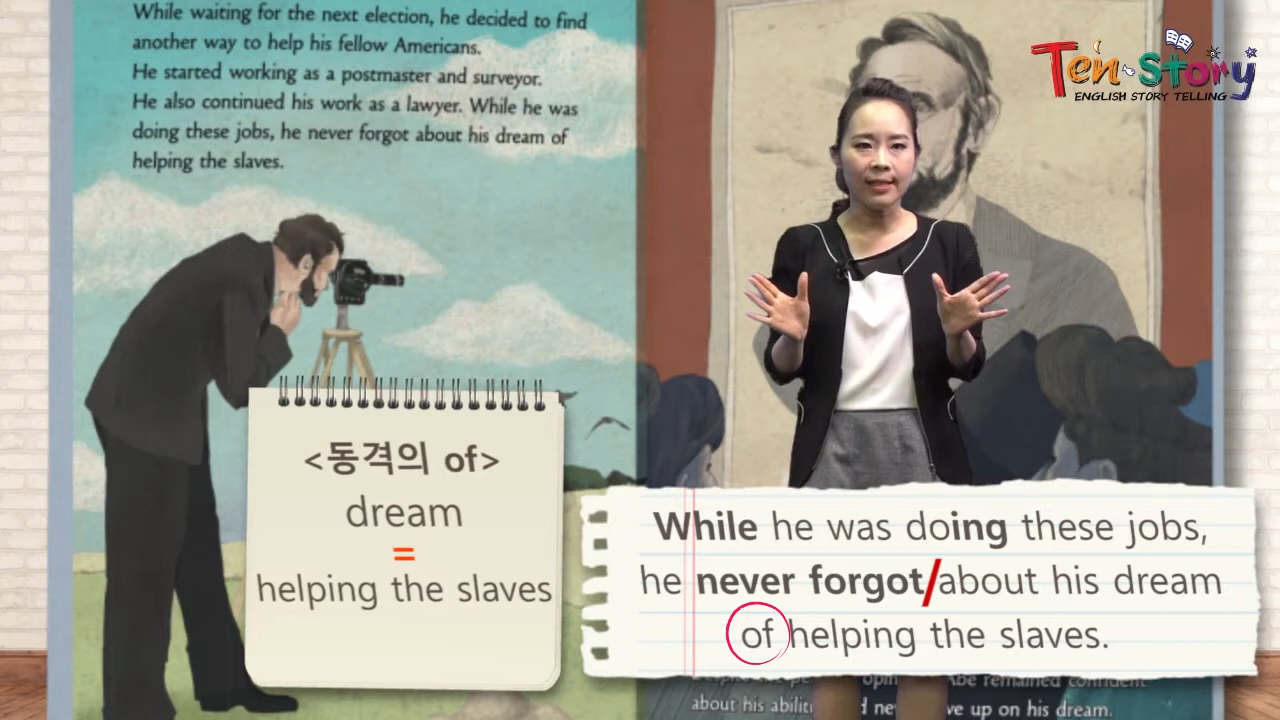 While waiting for the next election, he decided to find
another way to help his fellow Americans.
He started working as a postmaster and surveyor.
He also continued his work as a lawyer. While he was
doing these jobs, he never forgot about his dream of
helping the slaves.
Ten Story
ENGLISH STORY TELLING
<동격의 of>
dream
=
helping the slaves
While he was doing these jobs,
he never forgot/about his dream
of helping the slaves.
Abe remained confident
about his ve up on his dream.